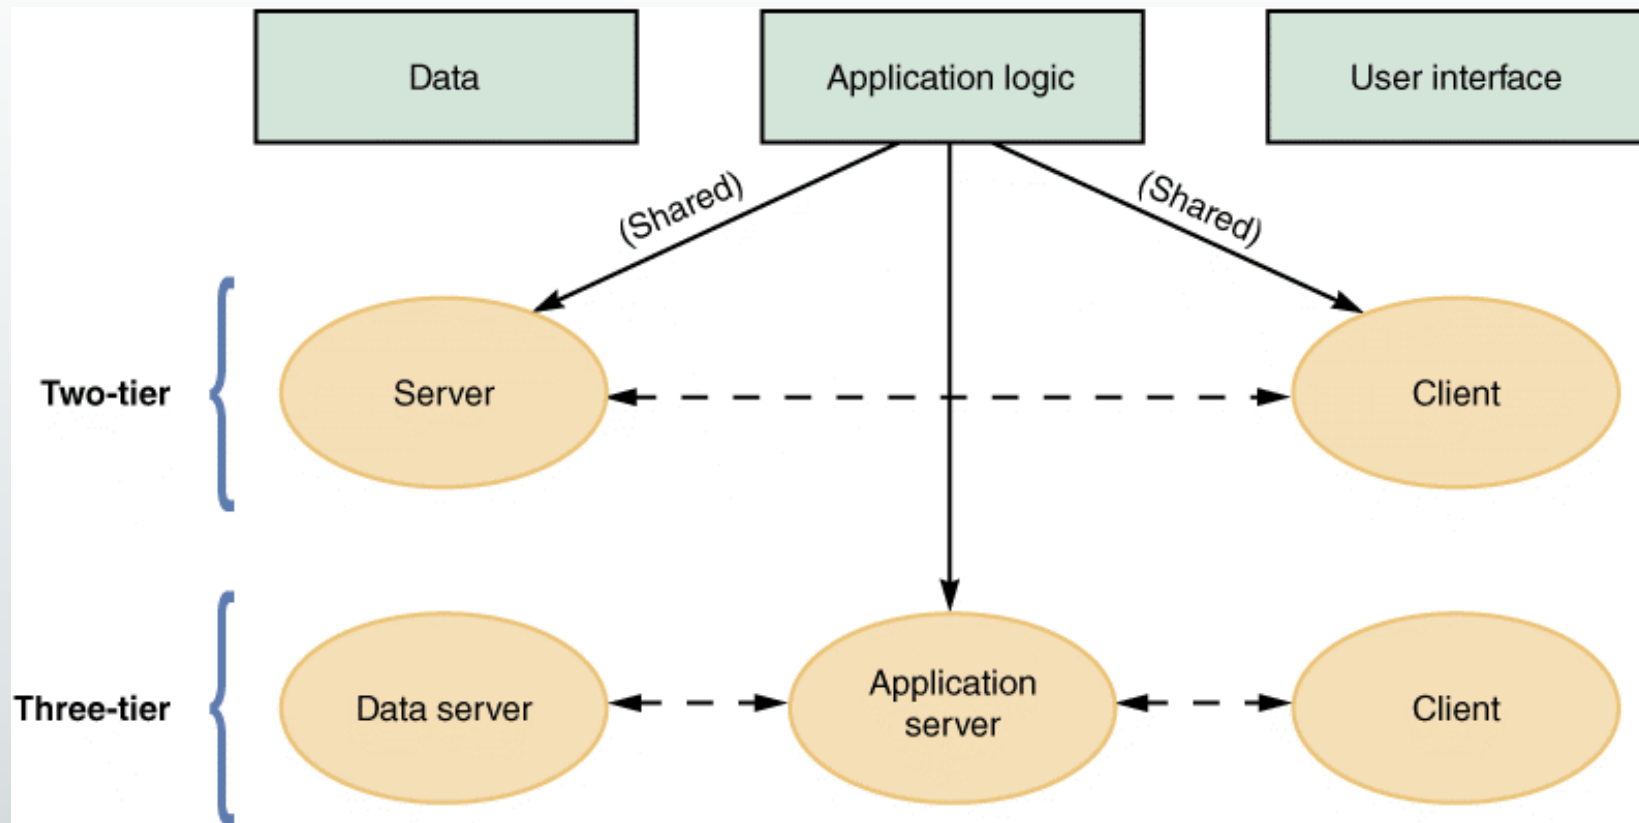 Data
Application logic
User interface
(Shared)
(Shared)
Two-tier
Server
Client
Three-tier
Data server
Application
server
Client